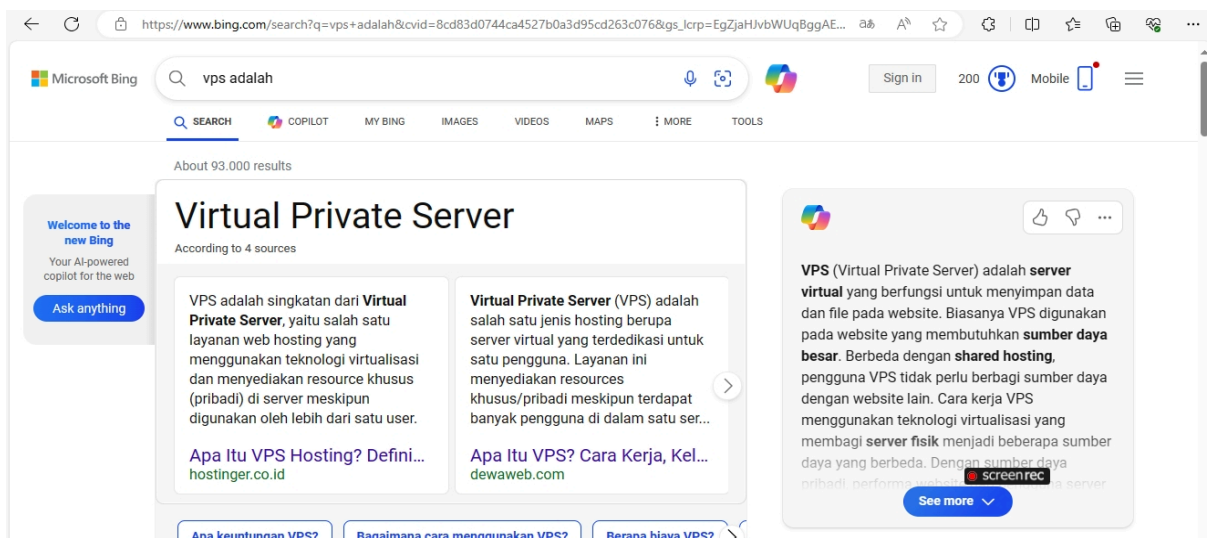 https://www.bing.com/search?q=vps+adalah&cvid=8cd83d0744ca4527b0a3d95cd263c076&gs_lcrp=EgZjaHJvbWUqBggAE...
Microsoft Bing
vps adalah
Sign in
200
Mobile
SEARCH
COPILOT
MY BING
IMAGES
VIDEOS
MAPS
MORE
TOOLS
About 93.000 results
Welcome to the
new Bing
Your AI-powered
copilot for the web
Ask anything
Virtual Private Server
According to 4 sources
VPS adalah singkatan dari Virtual
Private Server, yaitu salah satu
layanan web hosting yang
menggunakan teknologi virtualisasi
dan menyediakan resource khusus
(pribadi) di server meskipun
digunakan oleh lebih dari satu user.
Apa Itu VPS Hosting? Defini...
hostinger.co.id
Virtual Private Server (VPS) adalah
salah satu jenis hosting berupa
server virtual yang terdedikasi untuk
satu pengguna. Layanan ini
menyediakan resources
khusus/pribadi meskipun terdapat
banyak pengguna di dalam satu ser...
Apa Itu VPS? Cara Kerja, Kel...
dewaweb.com
Apa keuntungan VPS?
Bagaimana cara menggunakan VPS?
Berapa biaya VPS?
VPS (Virtual Private Server) adalah server
virtual yang berfungsi untuk menyimpan data
dan file pada website. Biasanya VPS digunakan
pada website yang membutuhkan sumber daya
besar. Berbeda dengan shared hosting,
pengguna VPS tidak perlu berbagi sumber daya
dengan website lain. Cara kerja VPS
menggunakan teknologi virtualisasi yang
membagi server fisik menjadi beberapa sumber
daya yang berbeda. Dengan sumber daya
pribadi, performa website server
screenrec
See more